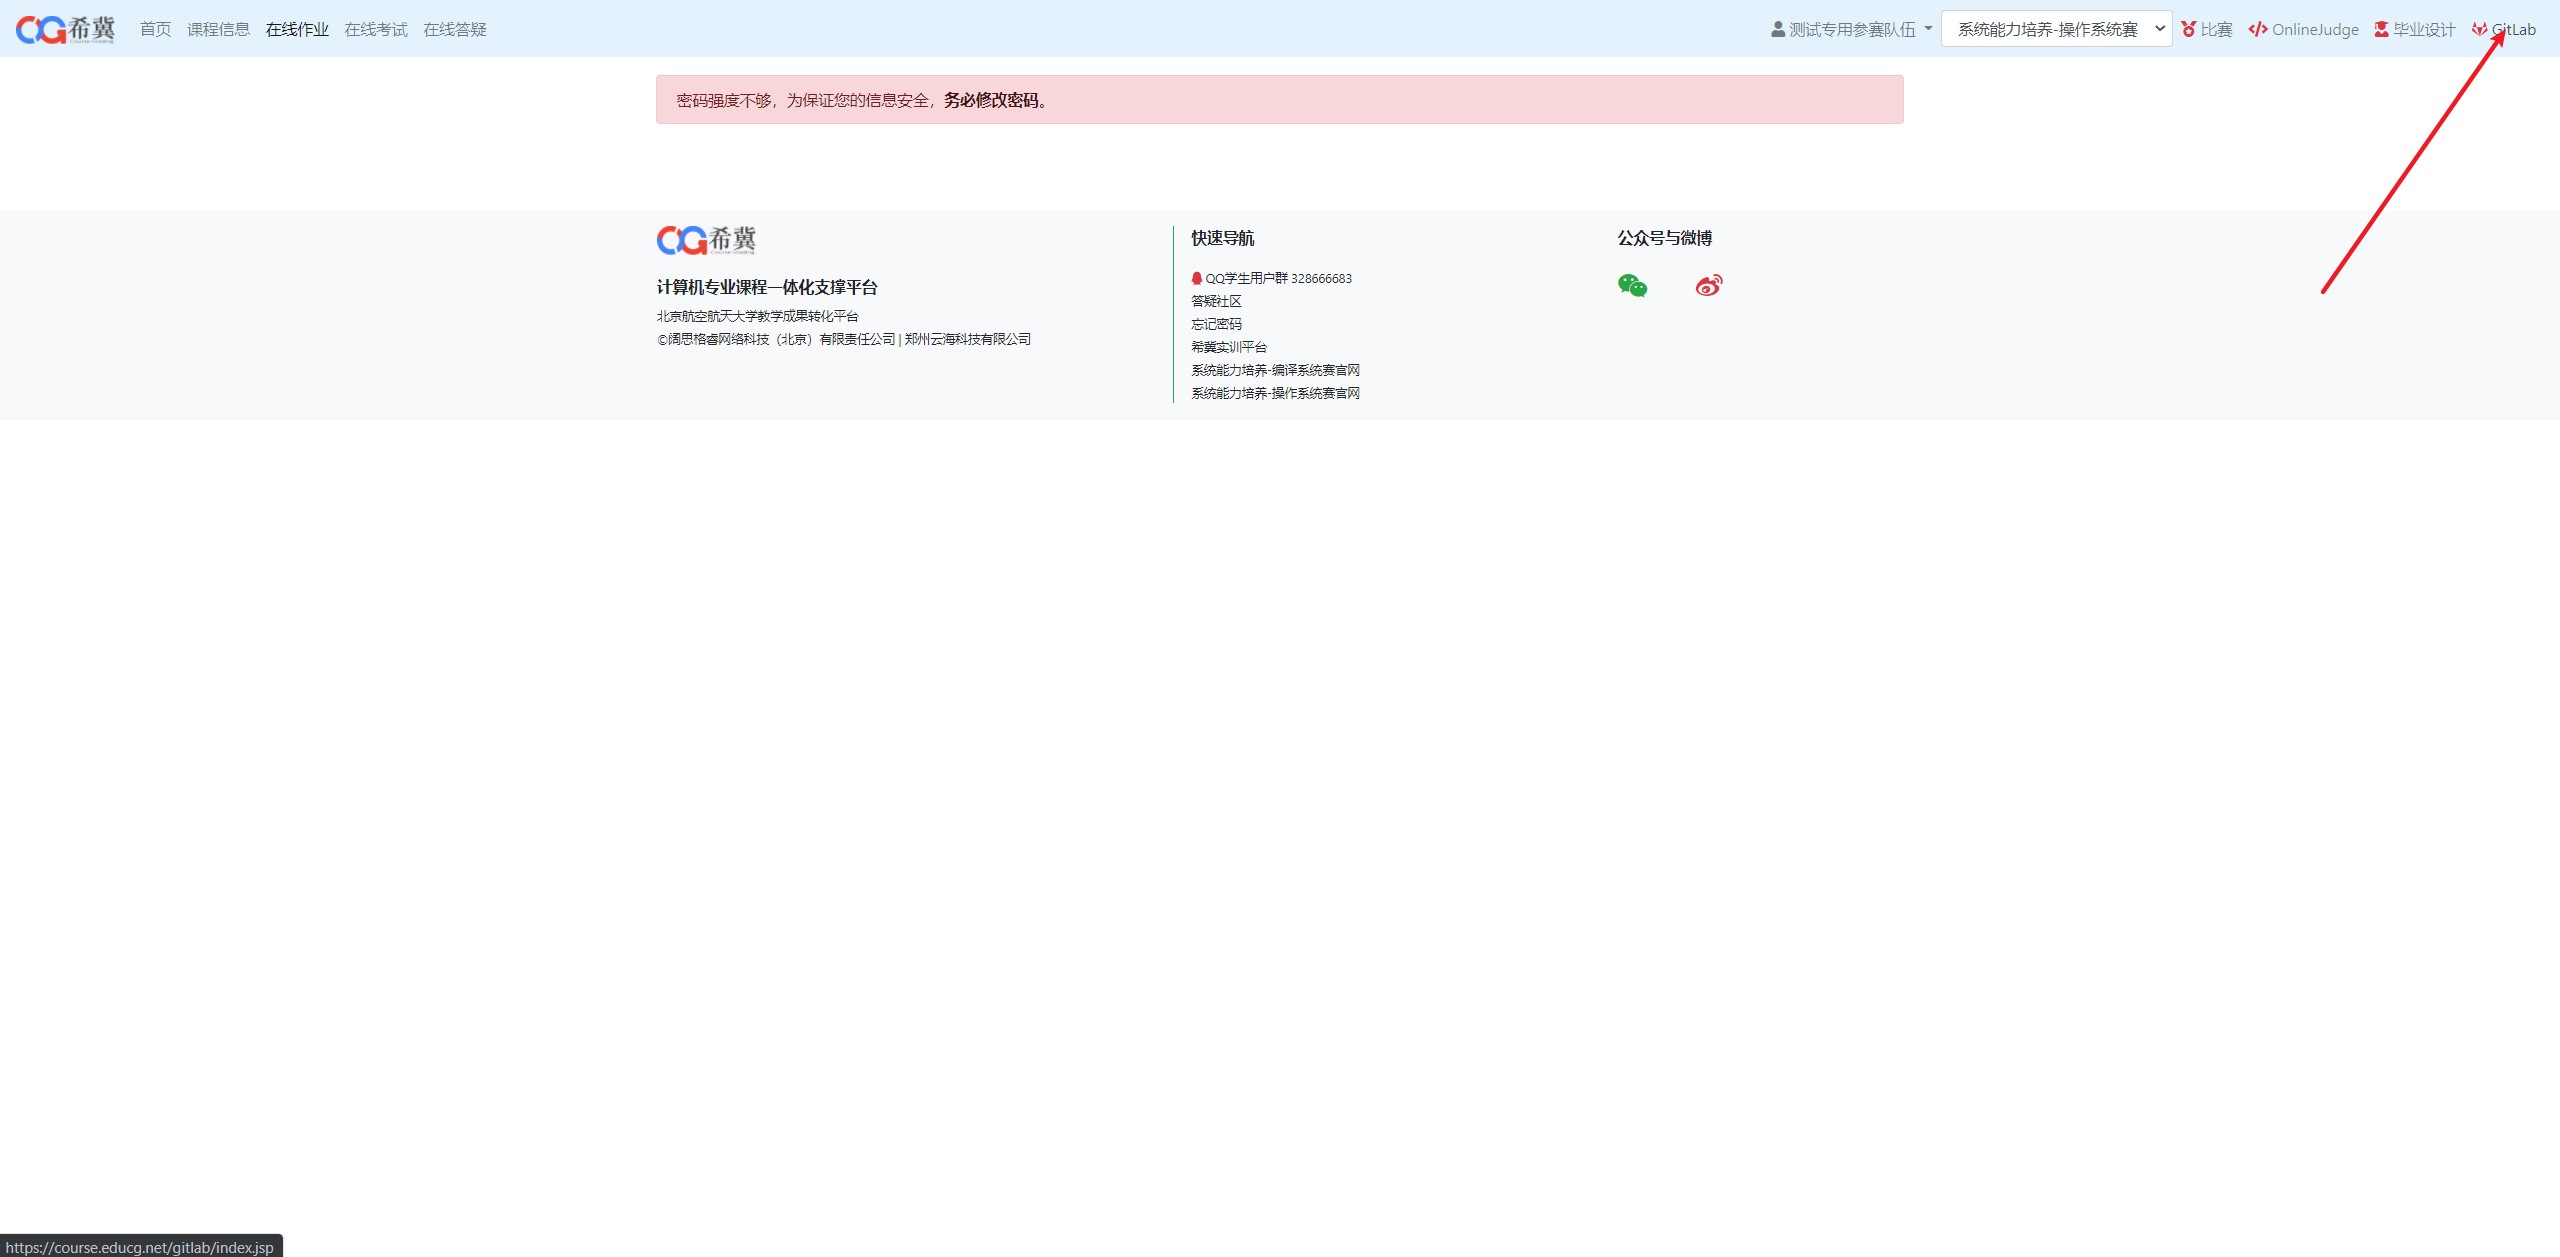 希冀 首页 课程信息 在线作业 在线考试 在线答疑 测试专用参赛队伍 系统能力培养-操作系统赛 比赛 OnlineJudge 毕业设计 GitLab
密码强度不够，为保证您的信息安全，务必修改密码。
希冀
计算机专业课程一体化支撑平台
北京航空航天大学教学成果转化平台
©阔思格睿网络科技（北京）有限责任公司 | 郑州云海科技有限公司
快速导航
QQ学生用户群 328666683
答疑社区
忘记密码
希冀实训平台
系统能力培养-编译系统赛官网
系统能力培养-操作系统赛官网
公众号与微博
https://course.educg.net/gitlab/index.jsp